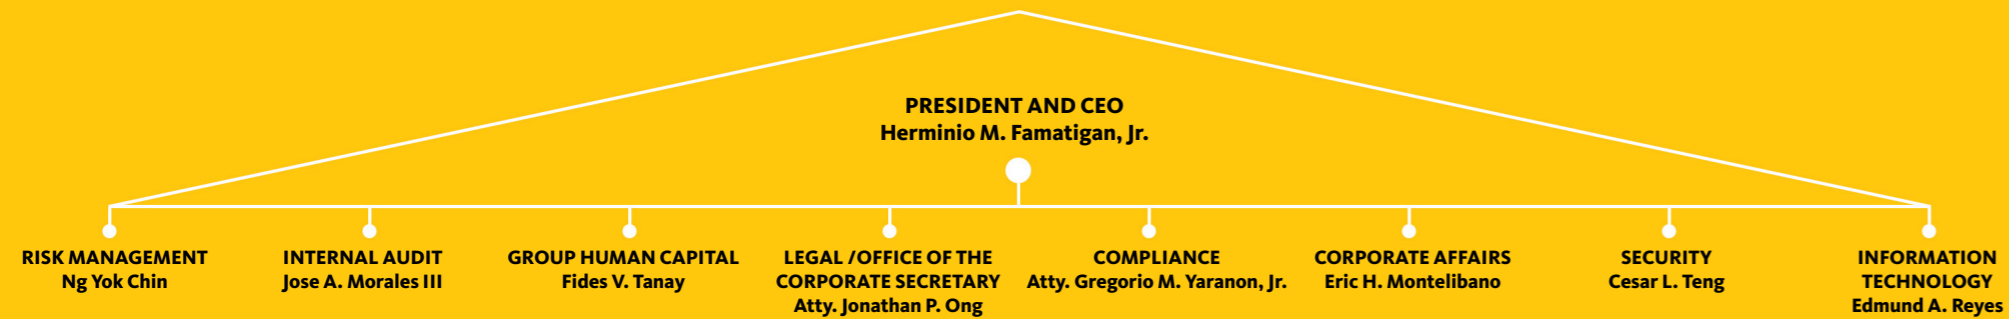 PRESIDENT AND CEO
Herminio M. Famatigan, Jr.
RISK MANAGEMENT
Ng Yok Chin
INTERNAL AUDIT
Jose A. Morales III
GROUP HUMAN CAPITAL
Fides V. Tanay
LEGAL /OFFICE OF THE
CORPORATE SECRETARY
Atty. Jonathan P. Ong
COMPLIANCE
Atty. Gregorio M. Yaranon, Jr.
CORPORATE AFFAIRS
Eric H. Montelibano
SECURITY
Cesar L. Teng
INFORMATION
TECHNOLOGY
Edmund A. Reyes